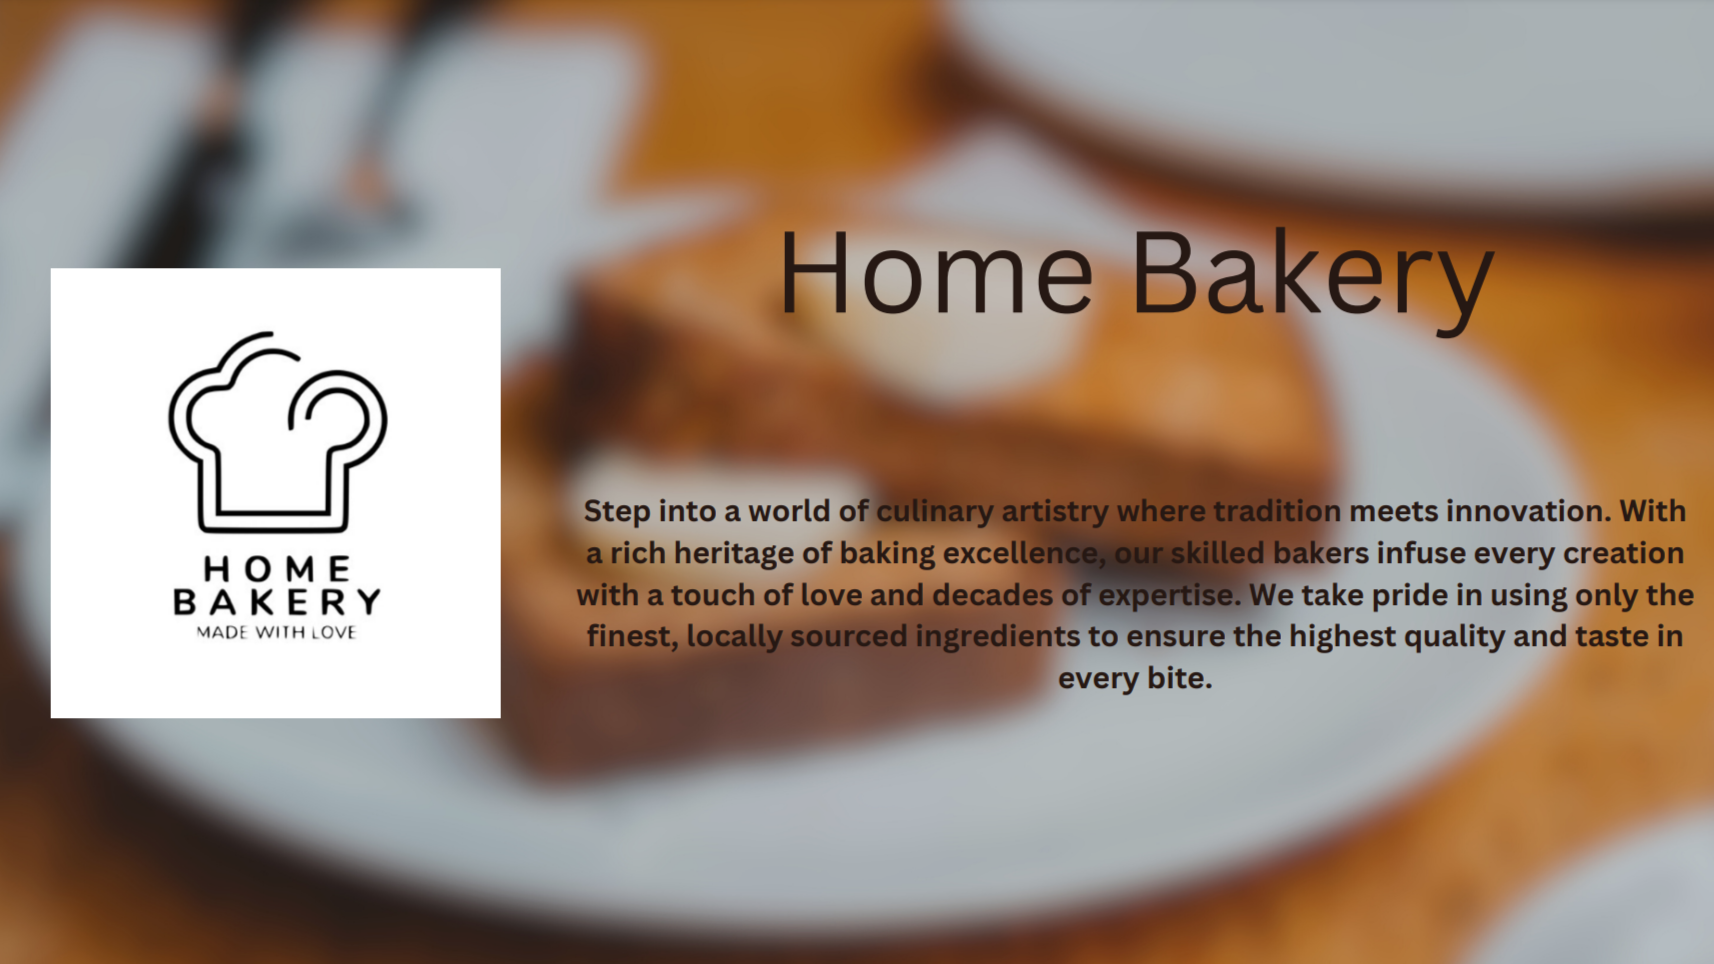 Home Bakery
HOME
BAKERY
MADE WITH LOVE
Step into a world of culinary artistry where tradition meets innovation. With
a rich heritage of baking excellence, our skilled bakers infuse every creation
with a touch of love and decades of expertise. We take pride in using only the
finest, locally sourced ingredients to ensure the highest quality and taste in
every bite.